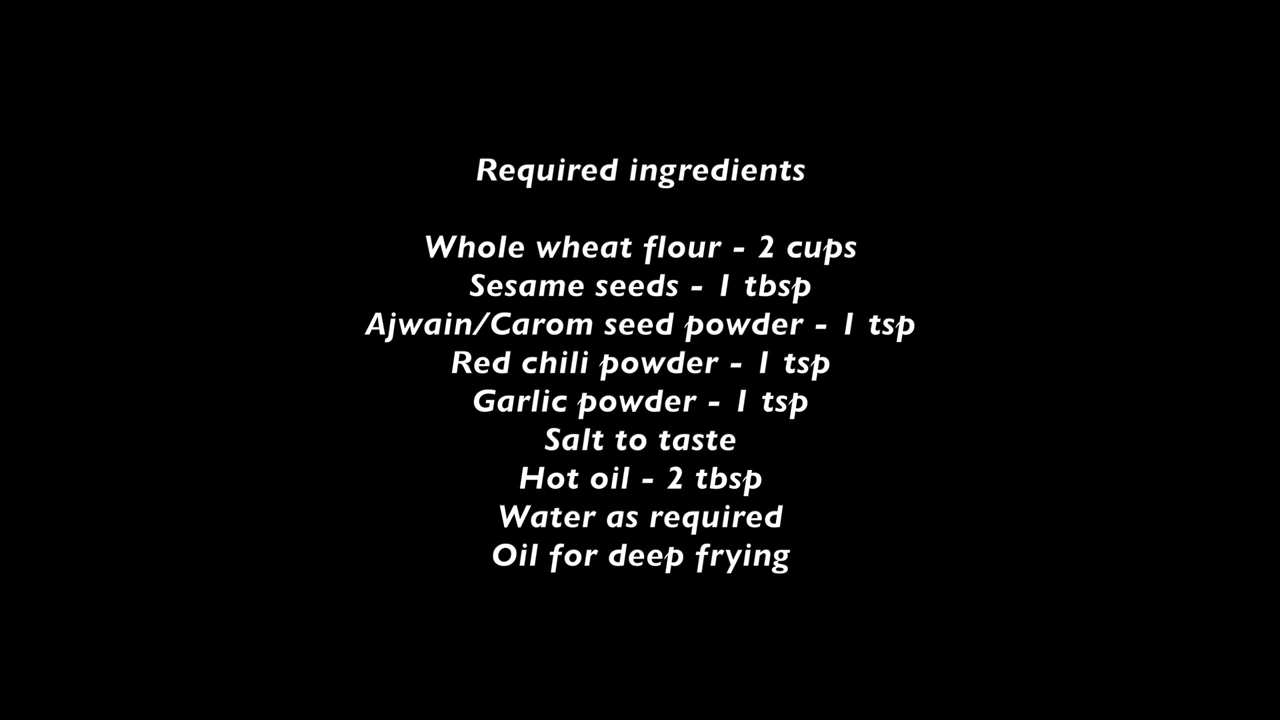 Required ingredients
Whole wheat flour - 2 cups
Sesame seeds - 1 tbsp
Ajwain/Carom seed powder - 1 tsp
Red chili powder - 1 tsp
Garlic powder - 1 tsp
Salt to taste
Hot oil - 2 tbsp
Water as required
Oil for deep frying